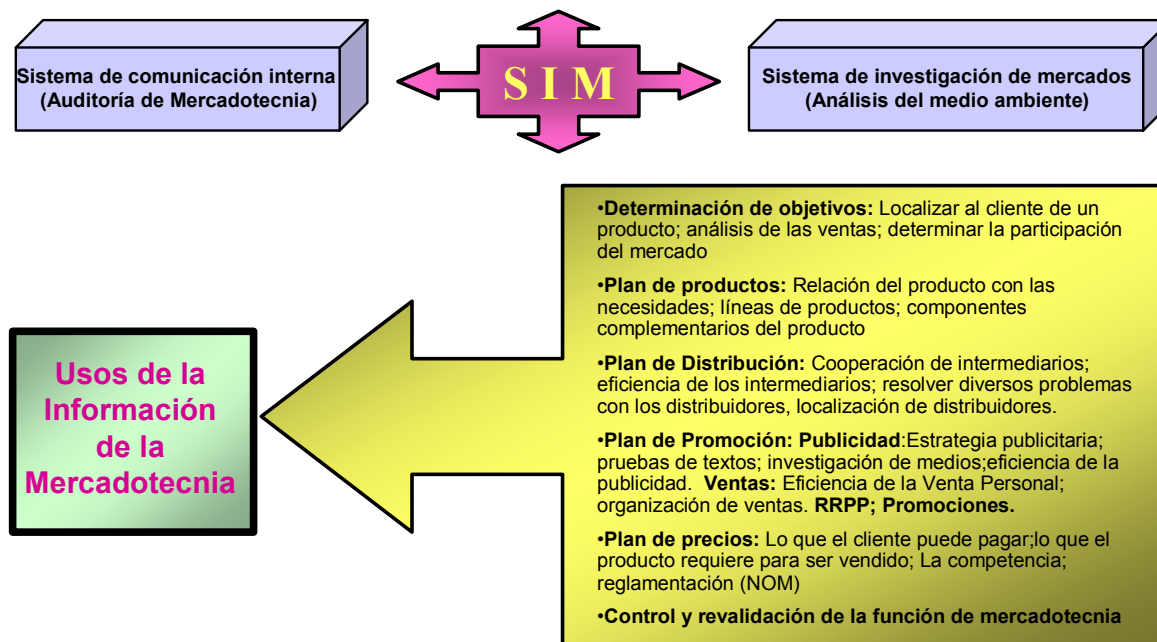 Sistema de comunicación interna
(Auditoría de Mercadotecnia)
S I M
Sistema de investigación de mercados
(Análisis del medio ambiente)
Usos de la
Información
de la
Mercadotecnia
•Determinación de objetivos: Localizar al cliente de un
producto; análisis de las ventas; determinar la participación
del mercado
•Plan de productos: Relación del producto con las
necesidades; líneas de productos; componentes
complementarios del producto
•Plan de Distribución: Cooperación de intermediarios;
eficiencia de los intermediarios; resolver diversos problemas
con los distribuidores, localización de distribuidores.
•Plan de Promoción: Publicidad:Estrategia publicitaria;
pruebas de textos; investigación de medios;eficiencia de la
publicidad. Ventas: Eficiencia de la Venta Personal;
organización de ventas. RRPP; Promociones.
•Plan de precios: Lo que el cliente puede pagar;lo que el
producto requiere para ser vendido; La competencia;
reglamentación (NOM)
•Control y revalidación de la función de mercadotecnia